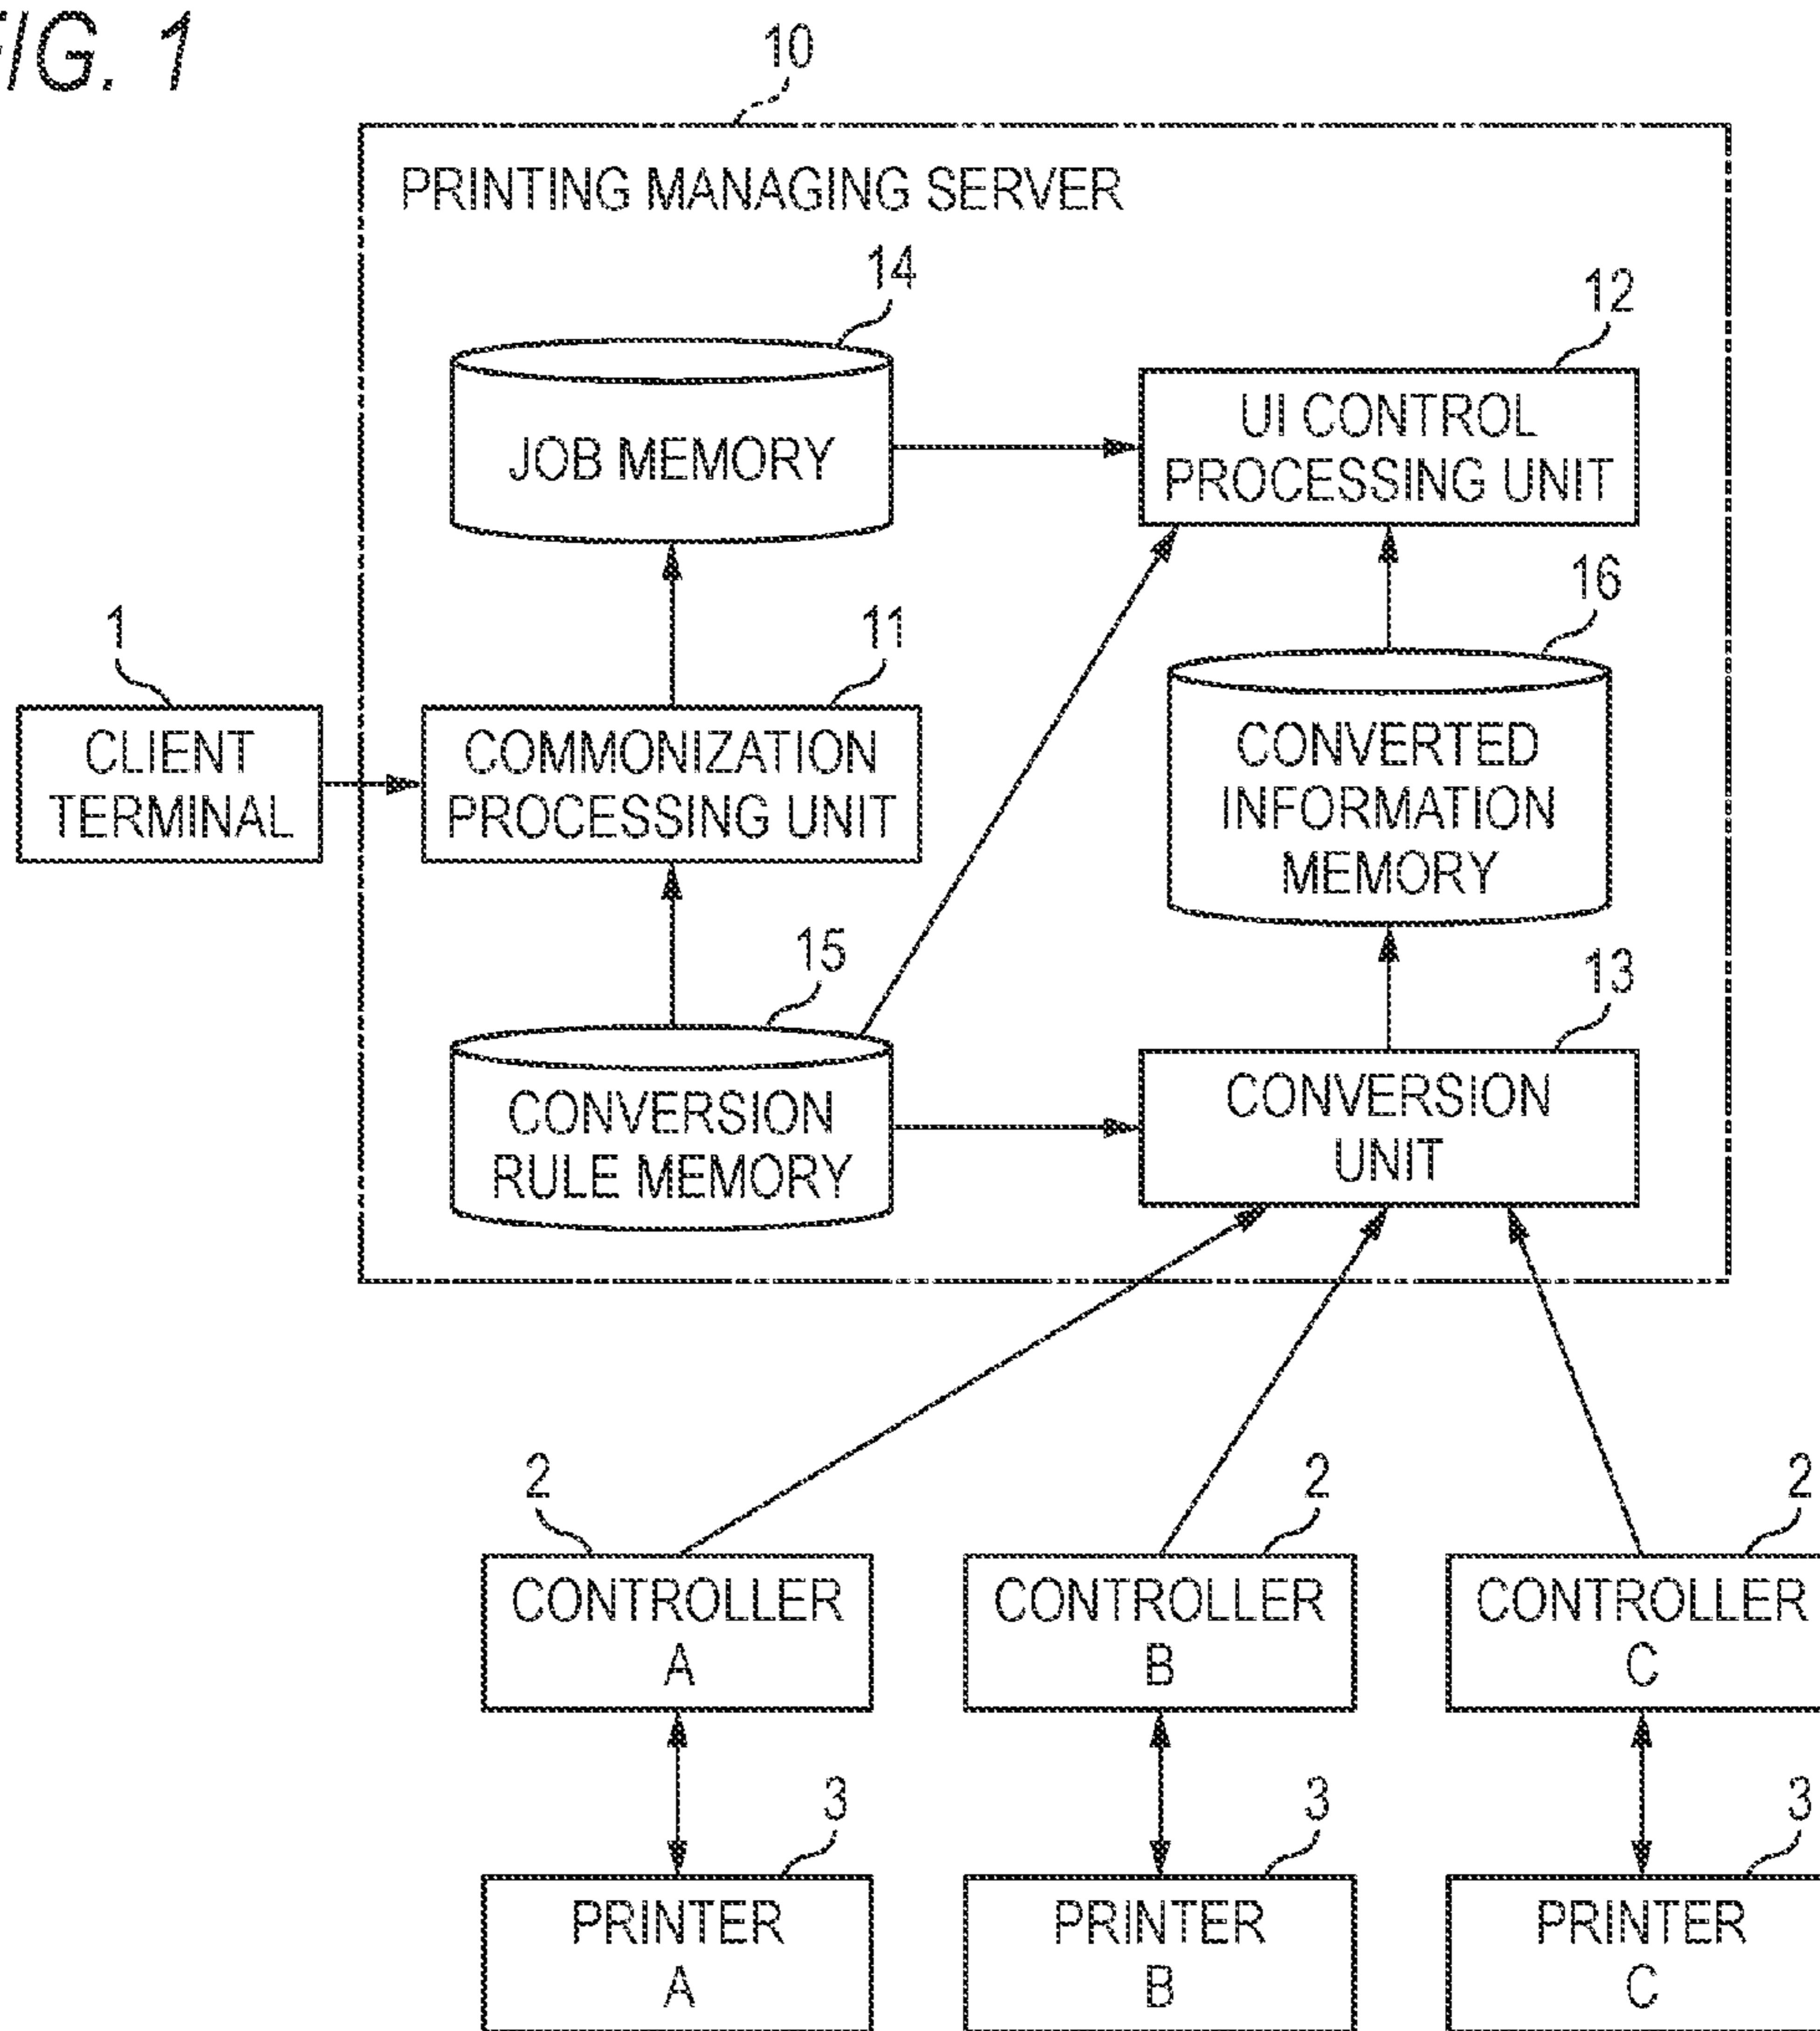 FIG. 1
10
PRINTING MANAGING SERVER
14
12
JOB MEMORY
UI CONTROL
PROCESSING UNIT
16
1
11
CLIENT
TERMINAL
COMMONIZATION
PROCESSING UNIT
CONVERTED
INFORMATION
MEMORY
15
13
CONVERSION
RULE MEMORY
CONVERSION
UNIT
2
2
2
CONTROLLER
A
CONTROLLER
B
CONTROLLER
C
3
3
3
PRINTER
A
PRINTER
B
PRINTER
C